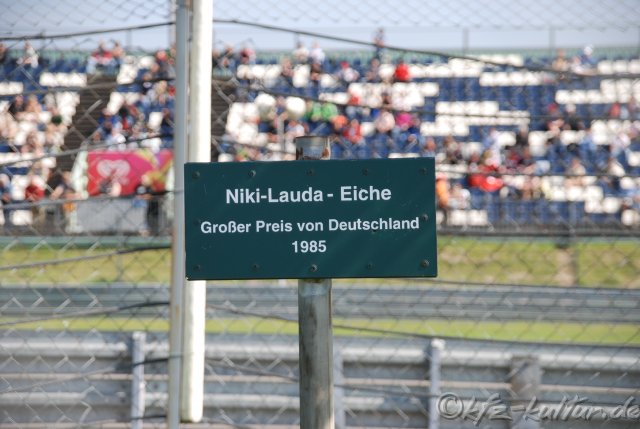 Niki-Lauda - Eiche
Großer Preis von Deutschland
1985
©kfz-kultur.de